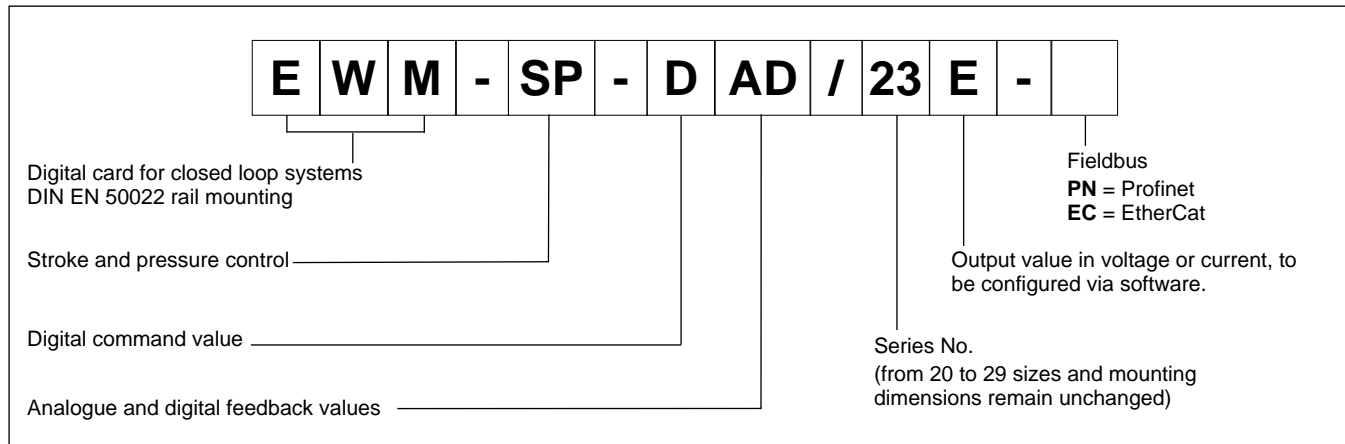 E W M - SP - D AD / 23 E -
Digital card for closed loop systems
DIN EN 50022 rail mounting
Stroke and pressure control
Digital command value
Analogue and digital feedback values
Fieldbus
PN = Profinet
EC = EtherCat
Output value in voltage or current, to
be configured via software.
Series No.
(from 20 to 29 sizes and mounting
dimensions remain unchanged)